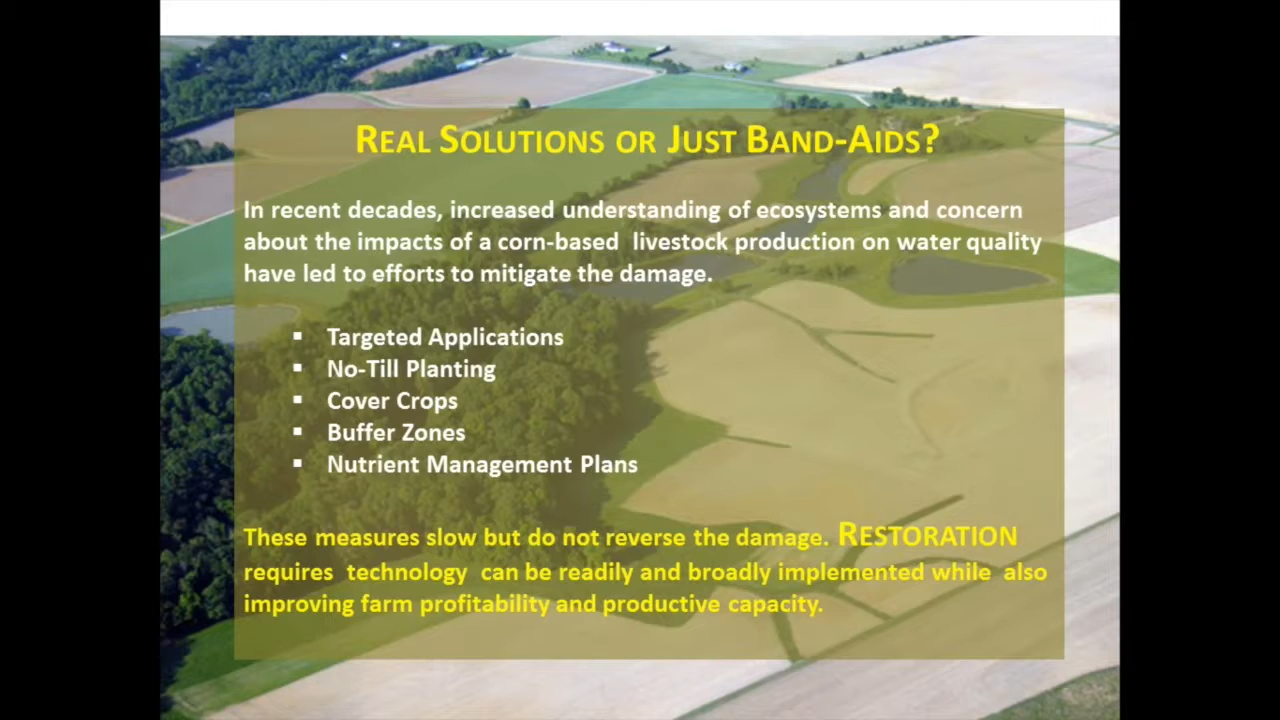 REAL SOLUTIONS OR JUST BAND-AIDS?
In recent decades, increased understanding of ecosystems and concern
about the impacts of a corn-based livestock production on water quality
have led to efforts to mitigate the damage.
▪ Targeted Applications
▪ No-Till Planting
▪ Cover Crops
▪ Buffer Zones
▪ Nutrient Management Plans
These measures slow but do not reverse the damage. RESTORATION
requires technology can be readily and broadly implemented while also
improving farm profitability and productive capacity.